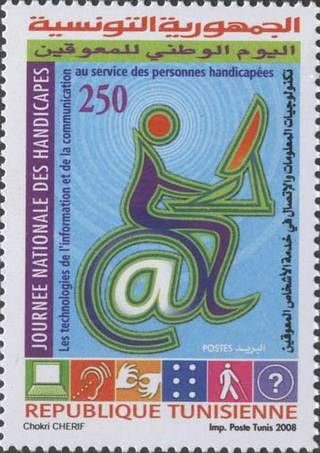 الجمهورية التونسية
اليوم الوطني للمعوقين
JOURNEE NATIONALE DES HANDICAPES
Les technologies de l'information et de la communication
au service des personnes handicapées
250
تكنولوجيات المعلومات والإتصال في خدمة الأشخاص المعوقين
@
POSTES البريد
?
REPUBLIQUE TUNISIENNE
Chokri CHERIF
Imp. Poste Tunis 2008